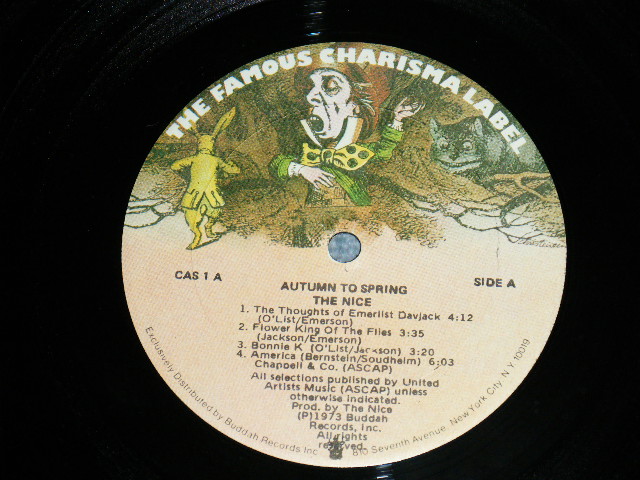 THE FAMOUS CHARISMA LABEL
CAS 1 A
SIDE A
AUTUMN TO SPRING
THE NICE
1. The Thoughts of Emerlist Davjack 4:12
(O'List/Emerson)
2. Flower King Of The Flies 3:35
(Jackson/Emerson)
3. Bonnie K (O'List/Jackson) 3:20
4. America (Bernstein/Soudheim) 6:03
Chappell & Co. (ASCAP)
All selections published by United
Artists Music (ASCAP) unless
otherwise indicated.
Prod. by The Nice
(P)1973 Buddah
Records, Inc.
All rights
reserved.
Exclusively Distributed by Buddah Records Inc. 810 Seventh Avenue, New York City, N.Y. 10019